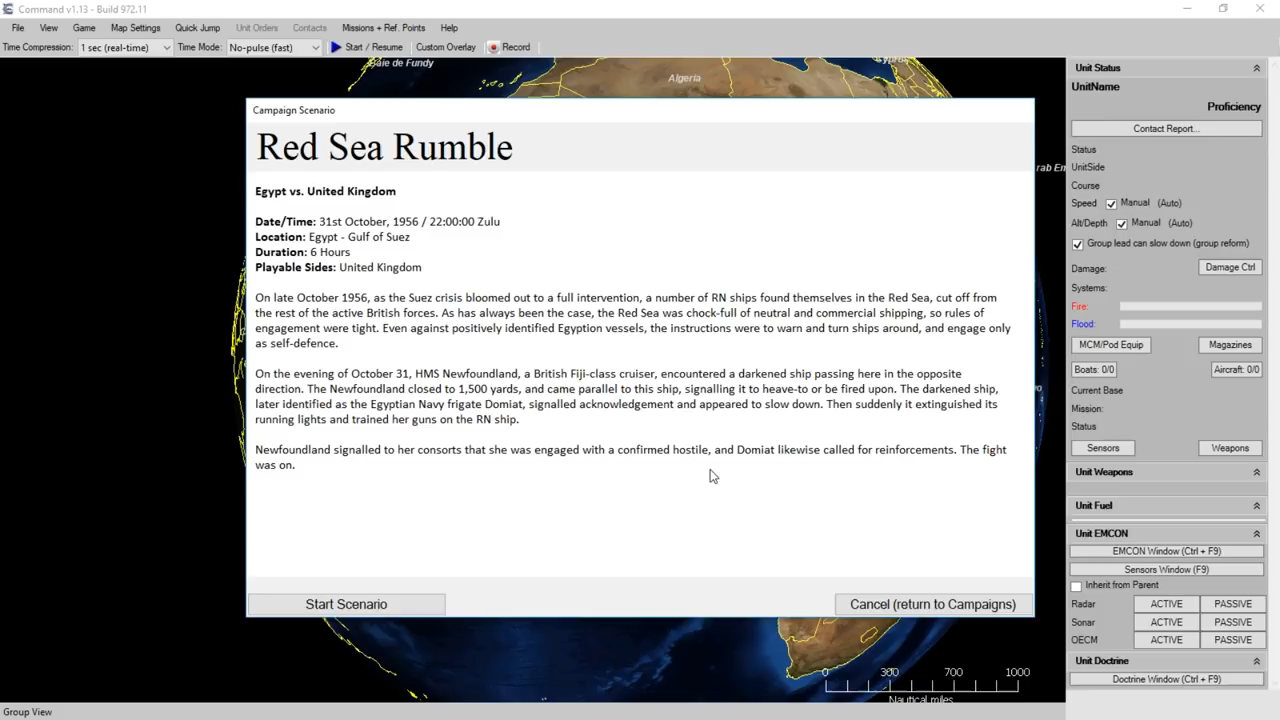 Command v1.13 - Build 972.11
File View Game Map Settings Quick Jump Unit Orders Contacts Missions + Ref. Points Help
Time Compression: 1 sec (real-time) Time Mode: No-pulse (fast) Start / Resume Custom Overlay Record
Baie de Fundy
Algeria
Campaign Scenario
Red Sea Rumble
Egypt vs. United Kingdom
Date/Time: 31st October, 1956 / 22:00:00 Zulu
Location: Egypt - Gulf of Suez
Duration: 6 Hours
Playable Sides: United Kingdom
On late October 1956, as the Suez crisis bloomed out to a full intervention, a number of RN ships found themselves in the Red Sea, cut off from
the rest of the active British forces. As has always been the case, the Red Sea was chock-full of neutral and commercial shipping, so rules of
engagement were tight. Even against positively identified Egyption vessels, the instructions were to warn and turn ships around, and engage only
as self-defence.
On the evening of October 31, HMS Newfoundland, a British Fiji-class cruiser, encountered a darkened ship passing here in the opposite
direction. The Newfoundland closed to 1,500 yards, and came parallel to this ship, signalling it to heave-to or be fired upon. The darkened ship,
later identified as the Egyptian Navy frigate Domiat, signalled acknowledgement and appeared to slow down. Then suddenly it extinguished its
running lights and trained her guns on the RN ship.
Newfoundland signalled to her consorts that she was engaged with a confirmed hostile, and Domiat likewise called for reinforcements. The fight
was on.
Start Scenario
Cancel (return to Campaigns)
0 300 700 1000
Nautical miles
Group View
rab En
Unit Status
UnitName
Proficiency
Contact Report...
Status
UnitSide
Course
Speed Manual (Auto)
Alt/Depth Manual (Auto)
Group lead can slow down (group reform)
Damage: Damage Ctrl
Systems:
Fire:
Flood:
MCM/Pod Equip Magazines
Boats: 0/0 Aircraft: 0/0
Current Base
Mission:
Status
Sensors Weapons
Unit Weapons
Unit Fuel
Unit EMCON
EMCON Window (Ctrl + F9)
Sensors Window (F9)
Inherit from Parent
Radar ACTIVE PASSIVE
Sonar ACTIVE PASSIVE
OECM ACTIVE PASSIVE
Unit Doctrine
Doctrine Window (Ctrl + F9)